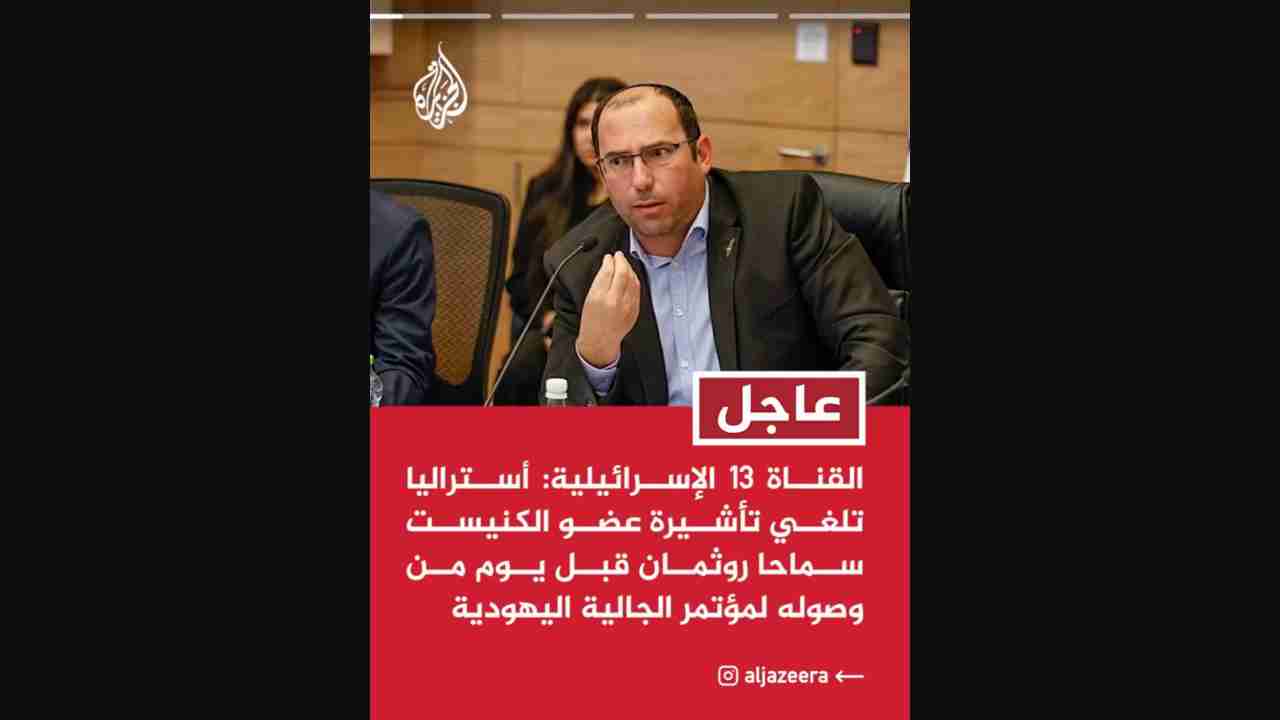 الجزيرة
عاجل
القناة 13 الإسرائيلية: أستراليا
تلغي تأشيرة عضو الكنيست
سماحا روثمان قبل يوم من
وصوله لمؤتمر الجالية اليهودية
aljazeera